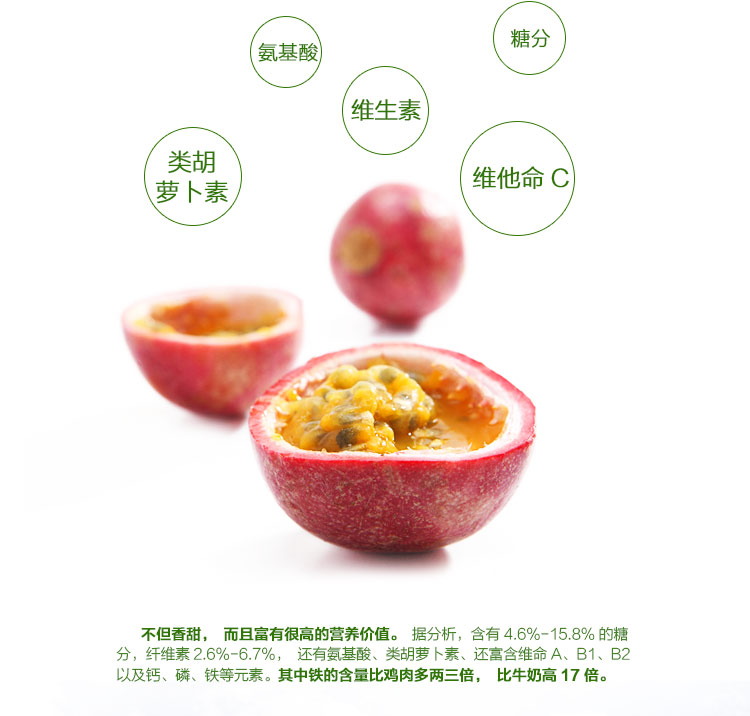 氨基酸
糖分
维生素
类胡
萝卜素
维他命 C
不但香甜， 而且富有很高的营养价值。 据分析，含有 4.6%-15.8% 的糖
分，纤维素 2.6%-6.7%， 还有氨基酸、类胡萝卜素、还富含维命 A、B1、B2
以及钙、磷、铁等元素。其中铁的含量比鸡肉多两三倍， 比牛奶高 17 倍。